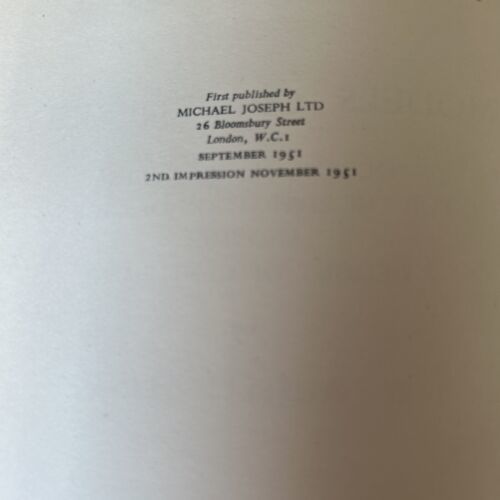 First published by
MICHAEL JOSEPH LTD
26 Bloomsbury Street
London, W.C.1
SEPTEMBER 1951
2ND IMPRESSION NOVEMBER 1951